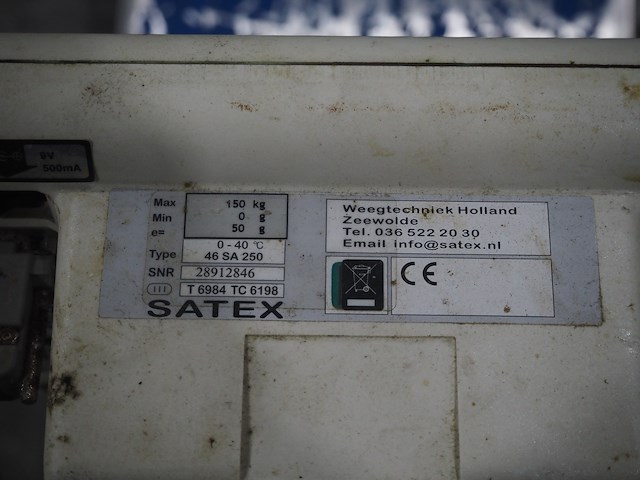 9V
500mA
Max 150 kg
Min 0 g
e= 50 g
0 - 40 °C
Type 46 SA 250
SNR 28912846
III T 6984 TC 6198
SATEX
Weegtechniek Holland
Zeewolde
Tel. 036 522 20 30
Email info@satex.nl
CE